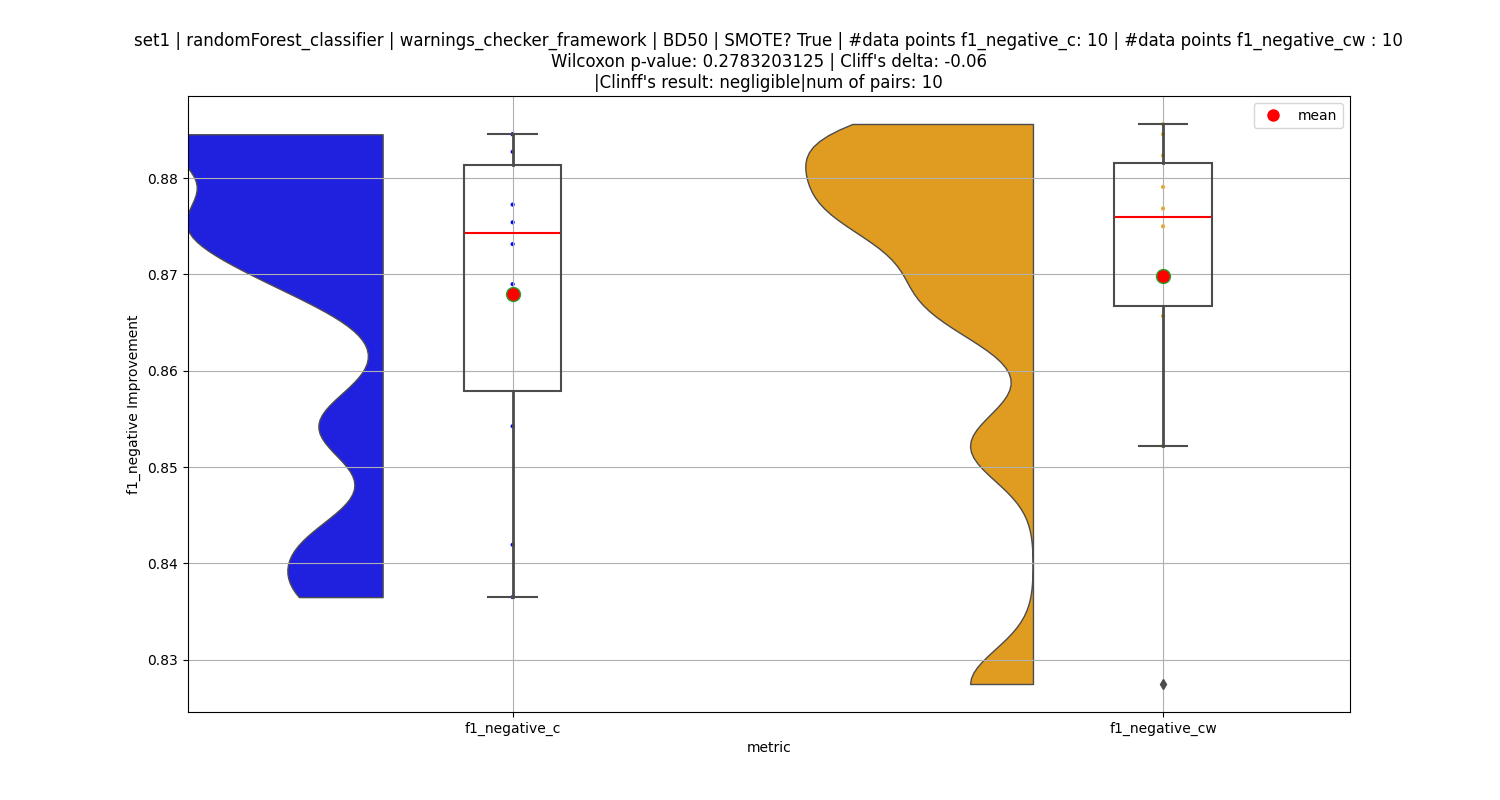 set1 | randomForest_classifier | warnings_checker_framework | BD50 | SMOTE? True | #data points f1_negative_c: 10 | #data points f1_negative_cw : 10
Wilcoxon p-value: 0.2783203125 | Cliff's delta: -0.06
|Clinff's result: negligible|num of pairs: 10
mean
0.88
0.87
0.86
0.85
0.84
0.83
f1_negative Improvement
f1_negative_c
f1_negative_cw
metric